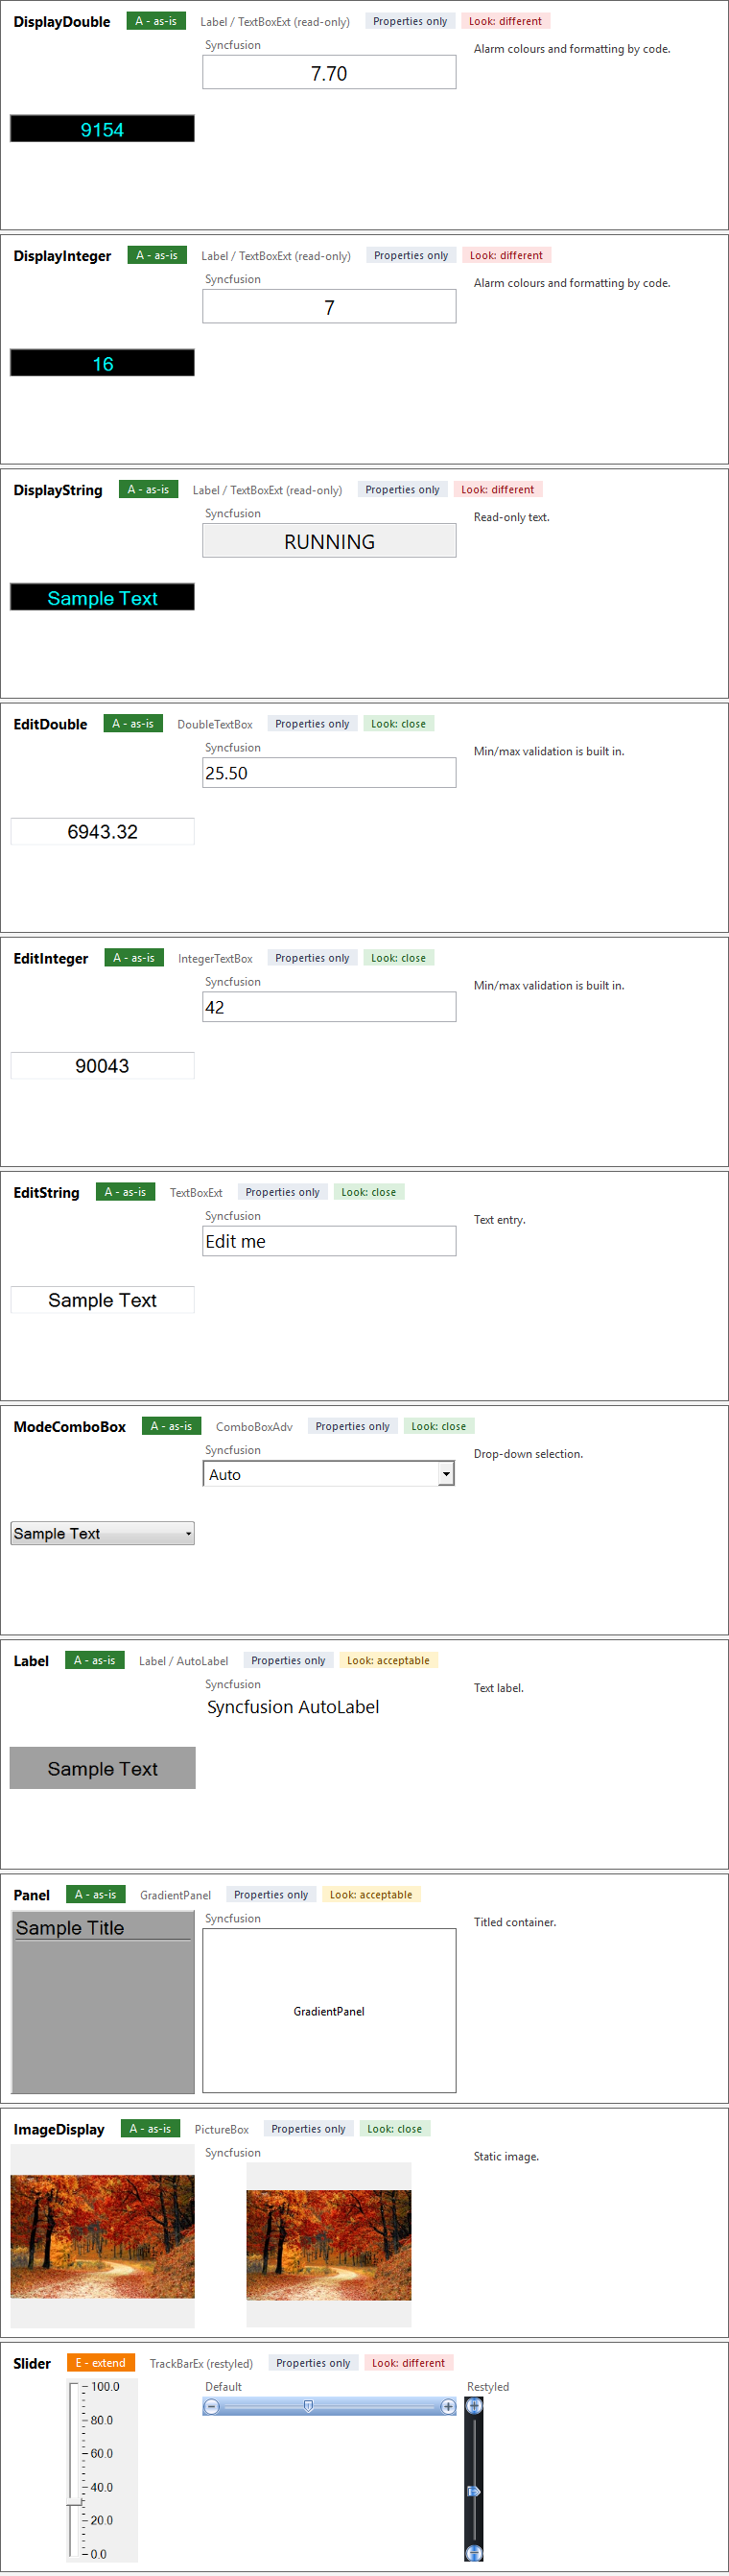 DisplayDouble A - as-is Label / TextBoxExt (read-only) Properties only Look: different
Syncfusion
Alarm colours and formatting by code.
7.70
9154
DisplayInteger A - as-is Label / TextBoxExt (read-only) Properties only Look: different
Syncfusion
Alarm colours and formatting by code.
7
16
DisplayString A - as-is Label / TextBoxExt (read-only) Properties only Look: different
Syncfusion
Read-only text.
RUNNING
Sample Text
EditDouble A - as-is DoubleTextBox Properties only Look: close
Syncfusion
Min/max validation is built in.
25.50
6943.32
EditInteger A - as-is IntegerTextBox Properties only Look: close
Syncfusion
Min/max validation is built in.
42
90043
EditString A - as-is TextBoxExt Properties only Look: close
Syncfusion
Text entry.
Edit me
Sample Text
ModeComboBox A - as-is ComboBoxAdv Properties only Look: close
Syncfusion
Drop-down selection.
Auto
Sample Text
Label A - as-is Label / AutoLabel Properties only Look: acceptable
Syncfusion
Text label.
Syncfusion AutoLabel
Sample Text
Panel A - as-is GradientPanel Properties only Look: acceptable
Syncfusion
Titled container.
Sample Title
GradientPanel
ImageDisplay A - as-is PictureBox Properties only Look: close
Syncfusion
Static image.
Slider E - extend TrackBarEx (restyled) Properties only Look: different
Default
Restyled
100.0
80.0
60.0
40.0
20.0
0.0